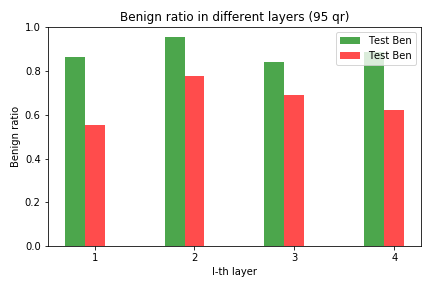 Benign ratio in different layers (95 qr)
Test Ben
Test Ben
Benign ratio
1.0
0.8
0.6
0.4
0.2
0.0
1 2 3 4
l-th layer